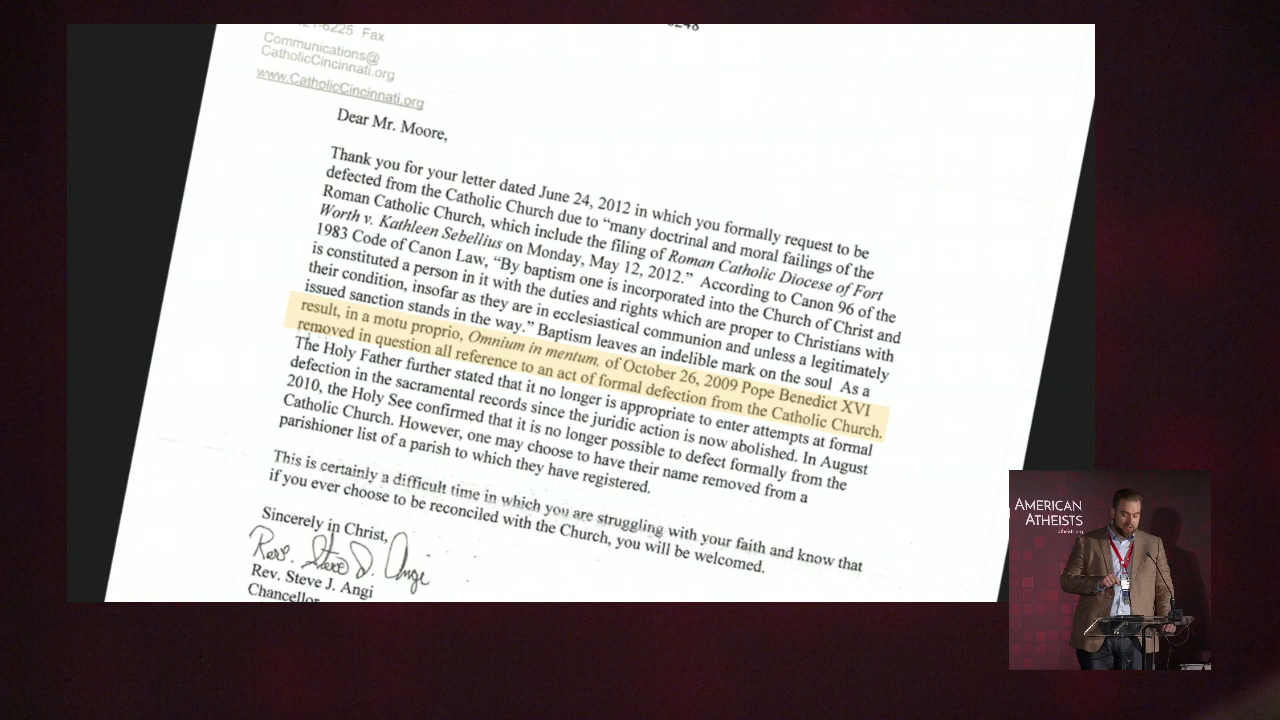 6225 Fax
Communications@
CatholicCincinnati.org
www.CatholicCincinnati.org
Dear Mr. Moore,
Thank you for your letter dated June 24, 2012 in which you formally request to be
defected from the Catholic Church due to “many doctrinal and moral failings of the
Roman Catholic Church, which include the filing of Roman Catholic Diocese of Fort
Worth v. Kathleen Sebellius on Monday, May 12, 2012.” According to Canon 96 of the
1983 Code of Canon Law, “By baptism one is incorporated into the Church of Christ and
is constituted a person in it with the duties and rights which are proper to Christians with
their condition, insofar as they are in ecclesiastical communion and unless a legitimately
issued sanction stands in the way.” Baptism leaves an indelible mark on the soul As a
result, in a motu proprio, Omnium in mentum, of October 26, 2009 Pope Benedict XVI
removed in question all reference to an act of formal defection from the Catholic Church.
The Holy Father further stated that it no longer is appropriate to enter attempts at formal
defection in the sacramental records since the juridic action is now abolished. In August
2010, the Holy See confirmed that it is no longer possible to defect formally from the
Catholic Church. However, one may choose to have their name removed from a
parishioner list of a parish to which they have registered.
This is certainly a difficult time in which you are struggling with your faith and know that
if you ever choose to be reconciled with the Church, you will be welcomed.
Sincerely in Christ,
Rev. Steve J. Angi
Rev. Steve J. Angi
Chancellor
AMERICAN
ATHEISTS
atheists.org